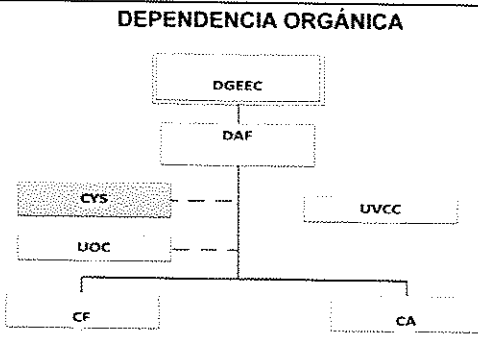 DEPENDENCIA ORGÁNICA
DGEEC
DAF
CYS
UVCC
UOC
CF
CA